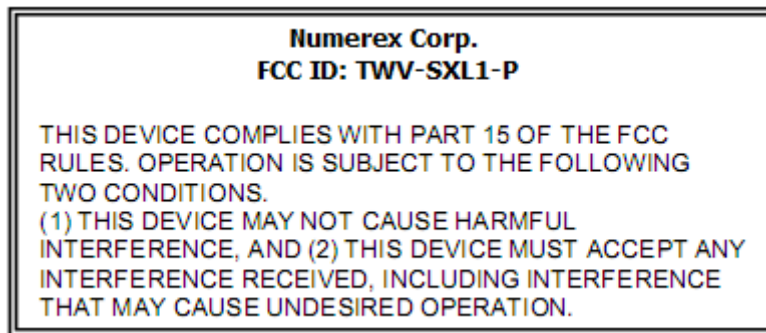 Numerex Corp.
FCC ID: TWV-SXL1-P
THIS DEVICE COMPLIES WITH PART 15 OF THE FCC
RULES. OPERATION IS SUBJECT TO THE FOLLOWING
TWO CONDITIONS.
(1) THIS DEVICE MAY NOT CAUSE HARMFUL
INTERFERENCE, AND (2) THIS DEVICE MUST ACCEPT ANY
INTERFERENCE RECEIVED, INCLUDING INTERFERENCE
THAT MAY CAUSE UNDESIRED OPERATION.